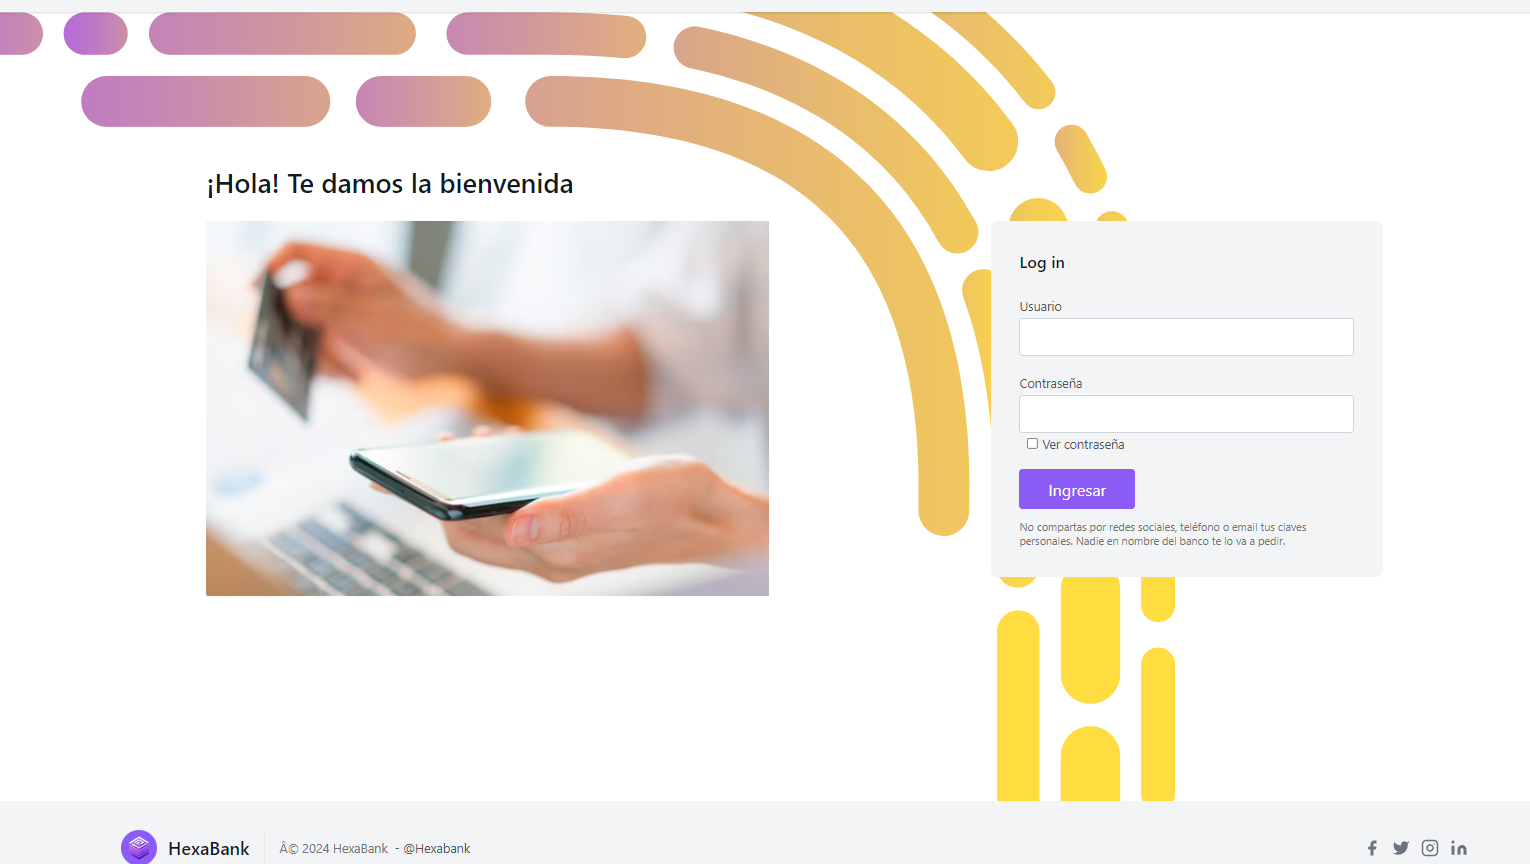 ¡Hola! Te damos la bienvenida
Log in
Usuario
Contraseña
Ver contraseña
Ingresar
No compartas por redes sociales, teléfono o email tus claves
personales. Nadie en nombre del banco te lo va a pedir.
HexaBank
Â© 2024 HexaBank - @Hexabank